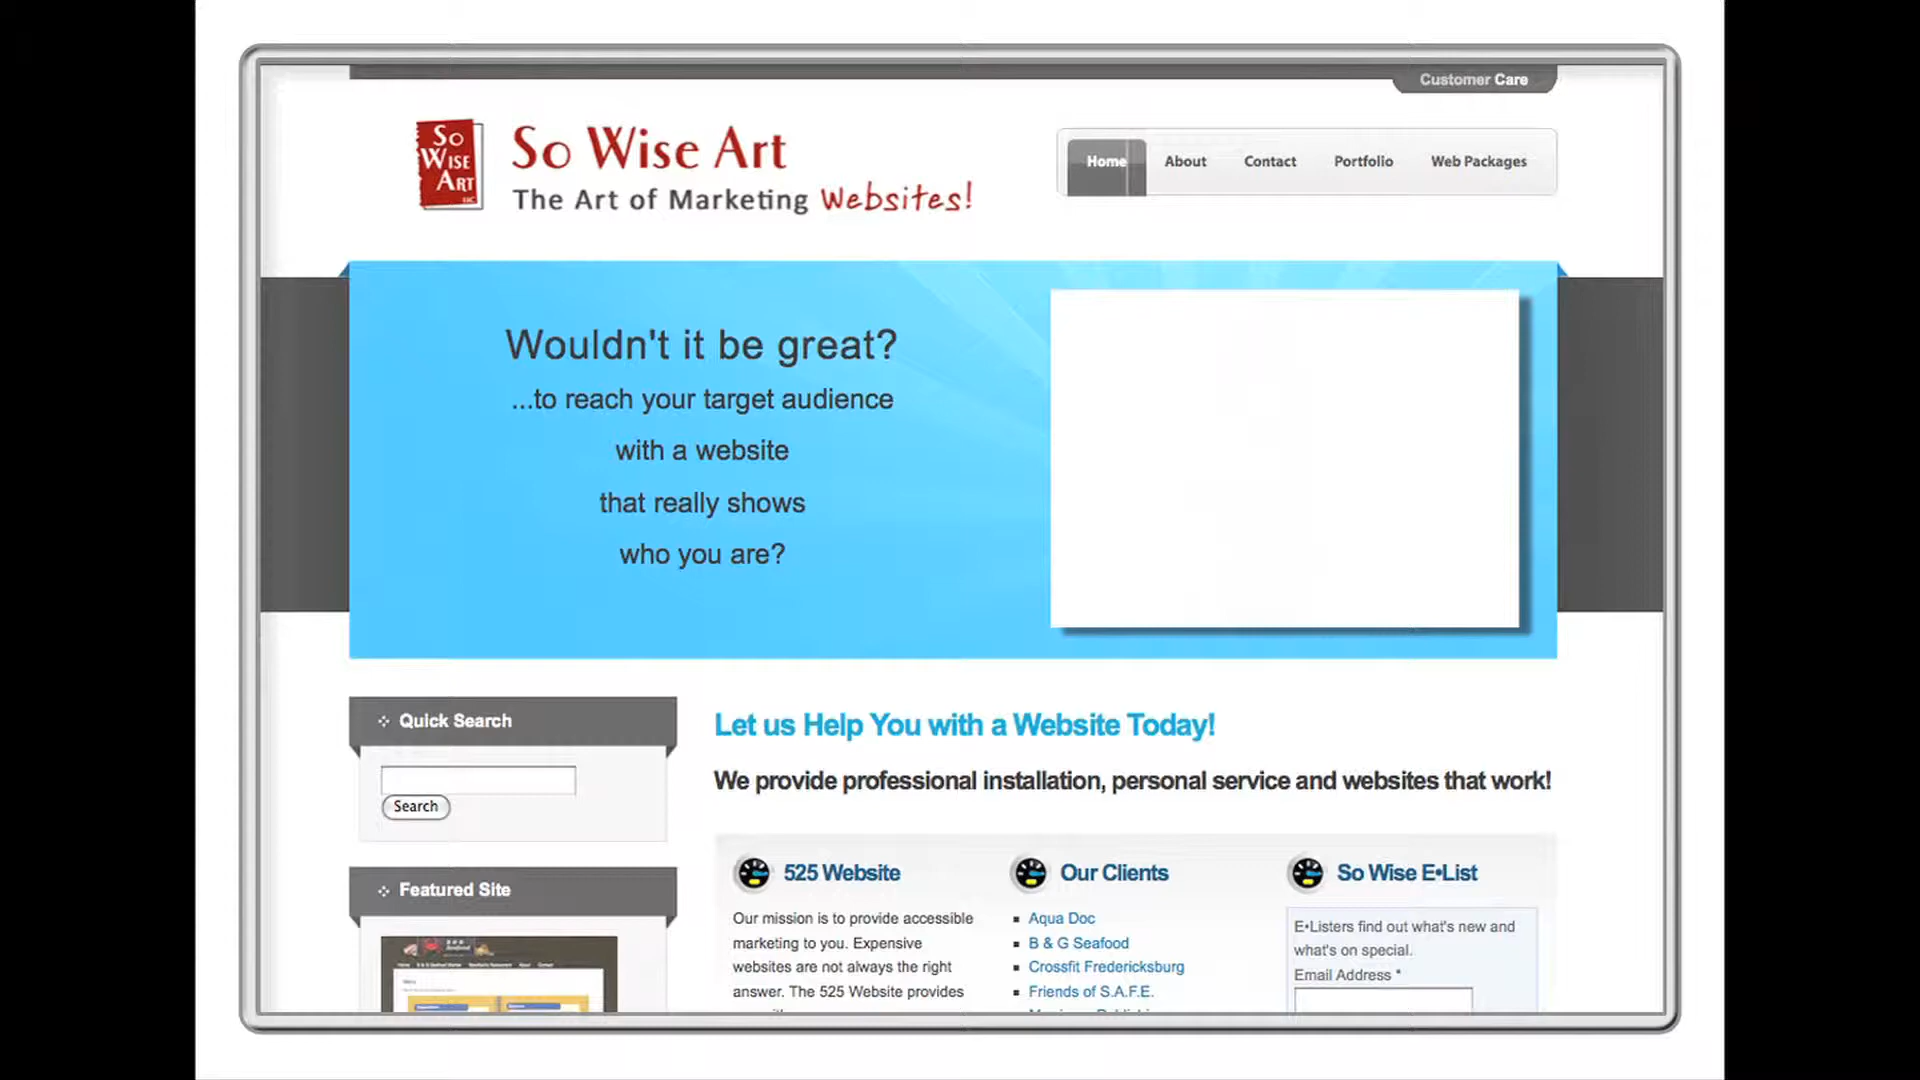 Customer Care
So
Wise
Art
LLC
So Wise Art
The Art of Marketing Websites!
Home About Contact Portfolio Web Packages
Wouldn't it be great?
...to reach your target audience
with a website
that really shows
who you are?
Quick Search
Search
Featured Site
Let us Help You with a Website Today!
We provide professional installation, personal service and websites that work!
525 Website
Our mission is to provide accessible
marketing to you. Expensive
websites are not always the right
answer. The 525 Website provides
Our Clients
Aqua Doc
B & G Seafood
Crossfit Fredericksburg
Friends of S.A.F.E.
So Wise E•List
E•Listers find out what's new and
what's on special.
Email Address *